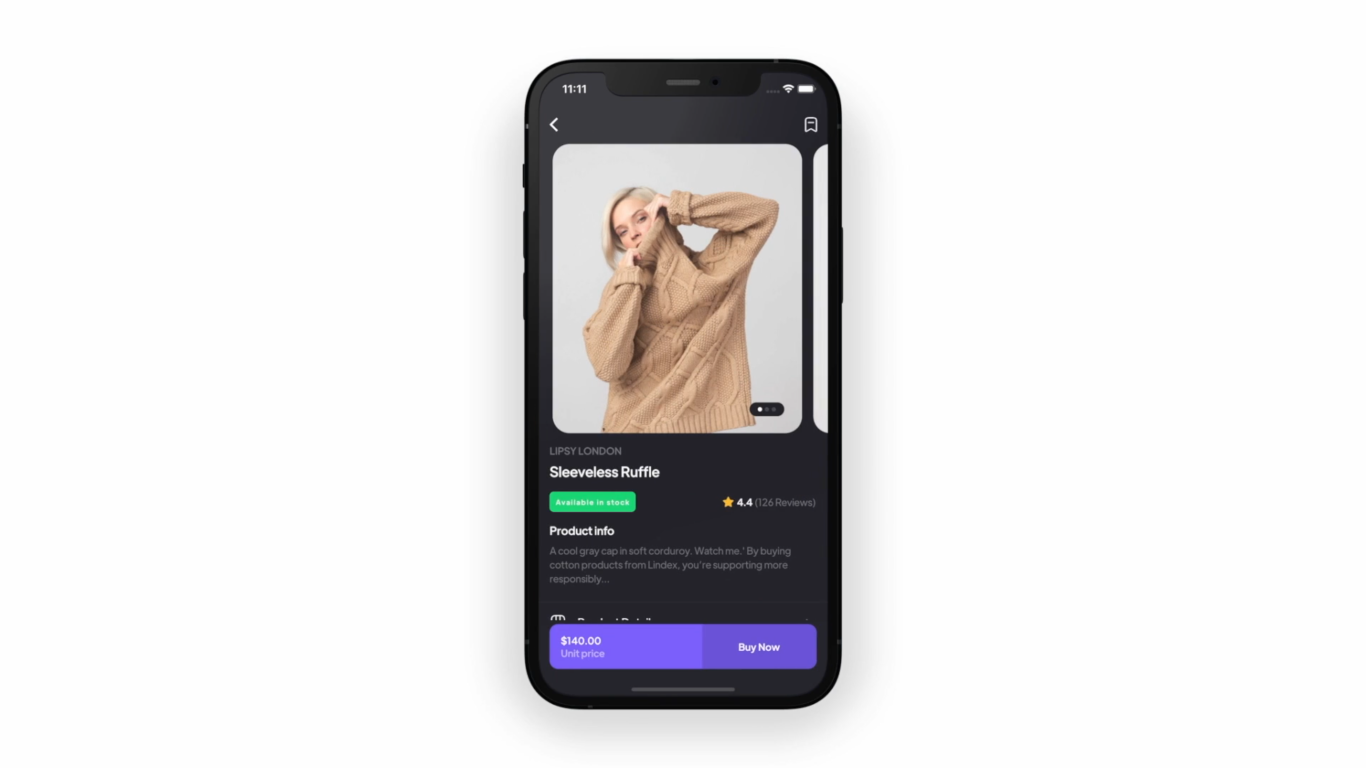 11:11
LIPSY LONDON
Sleeveless Ruffle
Available in stock
4.4 (126 Reviews)
Product info
A cool gray cap in soft corduroy. Watch me.' By buying
cotton products from Lindex, you're supporting more
responsibly...
$140.00
Unit price
Buy Now